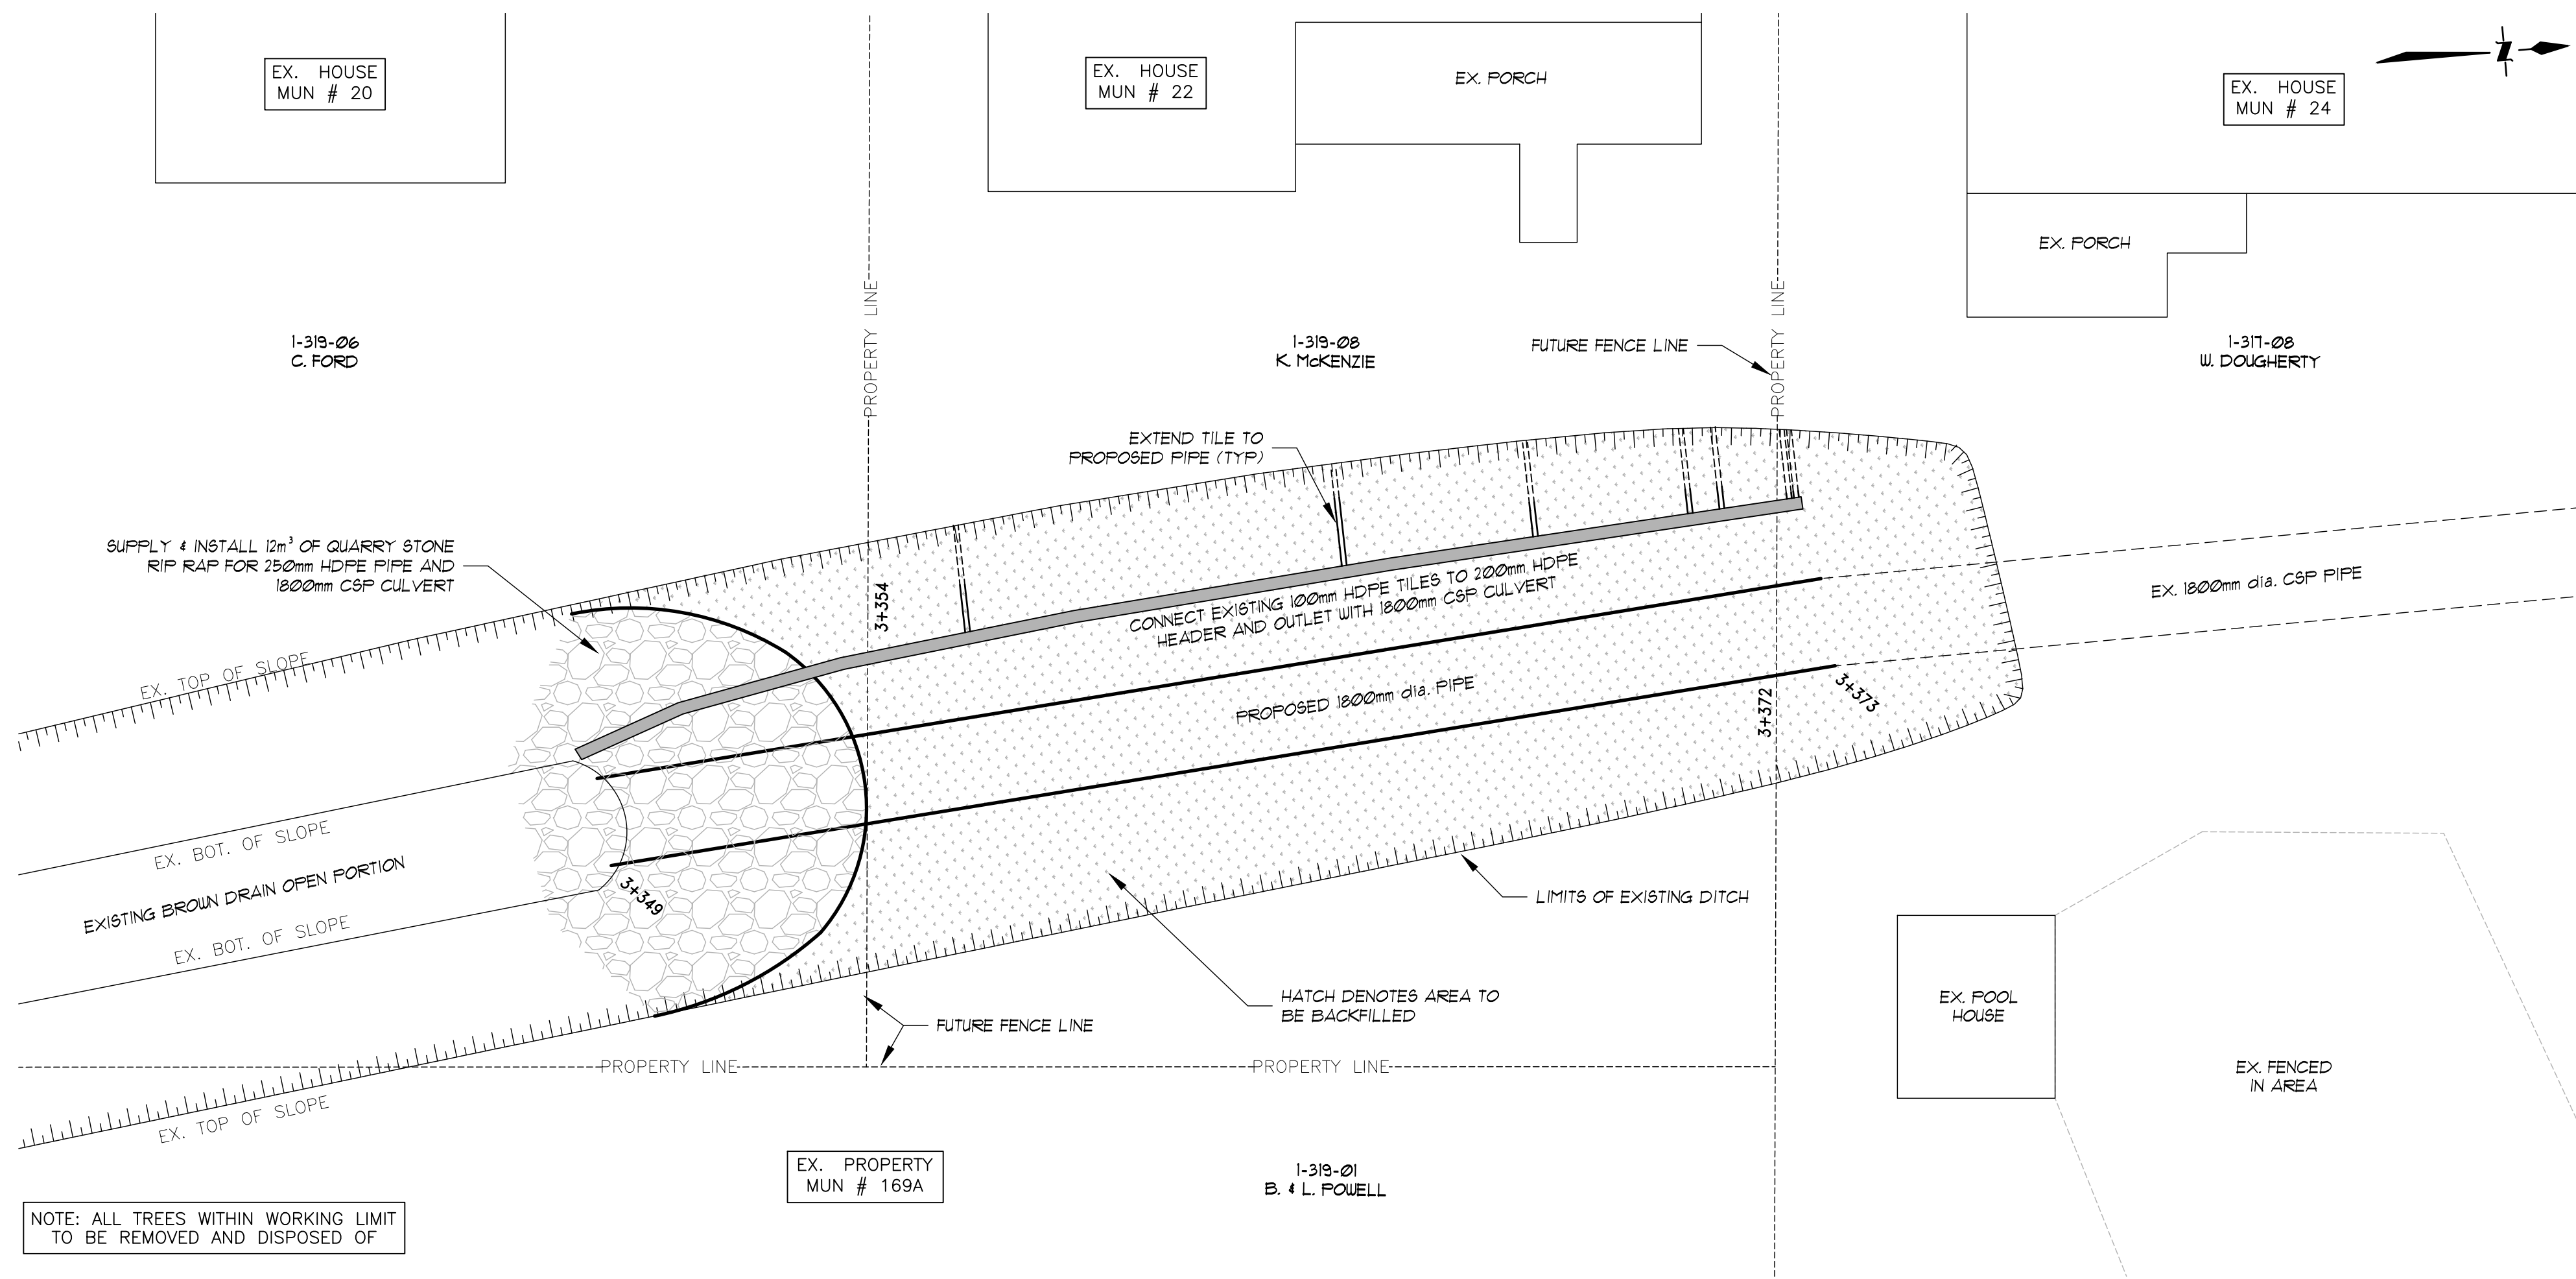 EX. HOUSE
MUN # 20
EX. HOUSE
MUN # 22
EX. PORCH
EX. HOUSE
MUN # 24
N
EX. PORCH
PROPERTY LINE
PROPERTY LINE
1-319-06
C. FORD
1-319-08
K. McKENZIE
FUTURE FENCE LINE
1-317-08
W. DOUGHERTY
EXTEND TILE TO
PROPOSED PIPE (TYP)
SUPPLY & INSTALL 12m³ OF QUARRY STONE
RIP RAP FOR 250mm HDPE PIPE AND
1800mm CSP CULVERT
3+354
CONNECT EXISTING 100mm HDPE TILES TO 200mm HDPE
HEADER AND OUTLET WITH 1800mm CSP CULVERT
EX. 1800mm dia. CSP PIPE
EX. TOP OF SLOPE
PROPOSED 1800mm dia. PIPE
3+372
3+373
EX. BOT. OF SLOPE
EXISTING BROWN DRAIN OPEN PORTION
EX. BOT. OF SLOPE
3+349
LIMITS OF EXISTING DITCH
HATCH DENOTES AREA TO
BE BACKFILLED
FUTURE FENCE LINE
EX. POOL
HOUSE
PROPERTY LINE
PROPERTY LINE
EX. FENCED
IN AREA
EX. TOP OF SLOPE
EX. PROPERTY
MUN # 169A
1-319-01
B. & L. POWELL
NOTE: ALL TREES WITHIN WORKING LIMIT
TO BE REMOVED AND DISPOSED OF